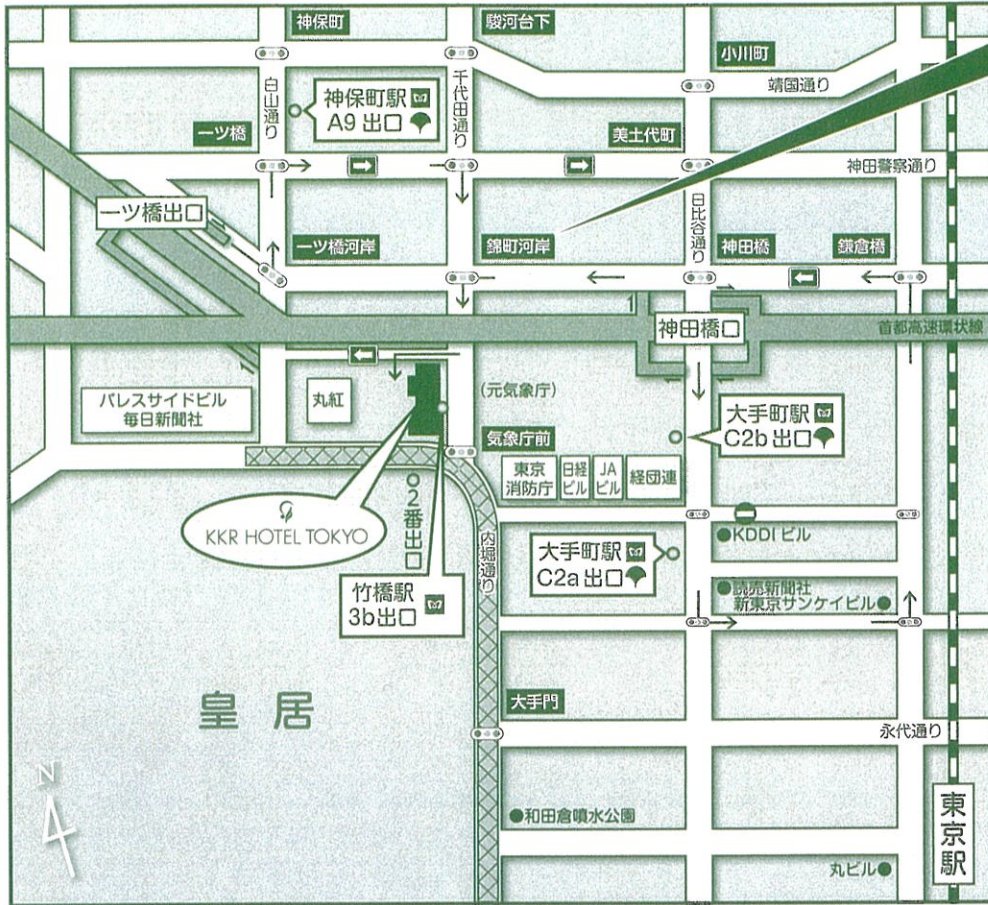 神保町
駿河台下
小川町
靖国通り
白山通り
千代田通り
神保町駅
A9 出口
一ツ橋
美土代町
神田警察通り
一ツ橋出口
日比谷通り
一ツ橋河岸
錦町河岸
神田橋
鎌倉橋
神田橋口
首都高速環状線
パレスサイドビル
毎日新聞社
丸紅
(元気象庁)
大手町駅
C2b 出口
気象庁前
東京
消防庁
日経
ビル
JA
ビル
経団連
KKR HOTEL TOKYO
2番出口
内堀通り
KDDI ビル
大手町駅
C2a 出口
竹橋駅
3b出口
読売新聞社
新東京サンケイビル
皇居
大手門
永代通り
N
和田倉噴水公園
東京駅
丸ビル